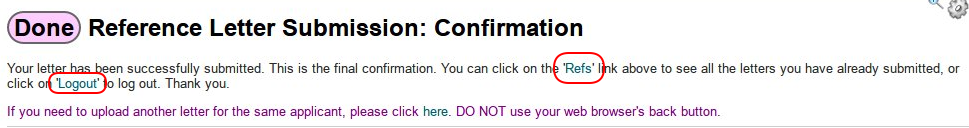 Done Reference Letter Submission: Confirmation
Your letter has been successfully submitted. This is the final confirmation. You can click on the 'Refs' link above to see all the letters you have already submitted, or
click on 'Logout' to log out. Thank you.
If you need to upload another letter for the same applicant, please click here. DO NOT use your web browser's back button.